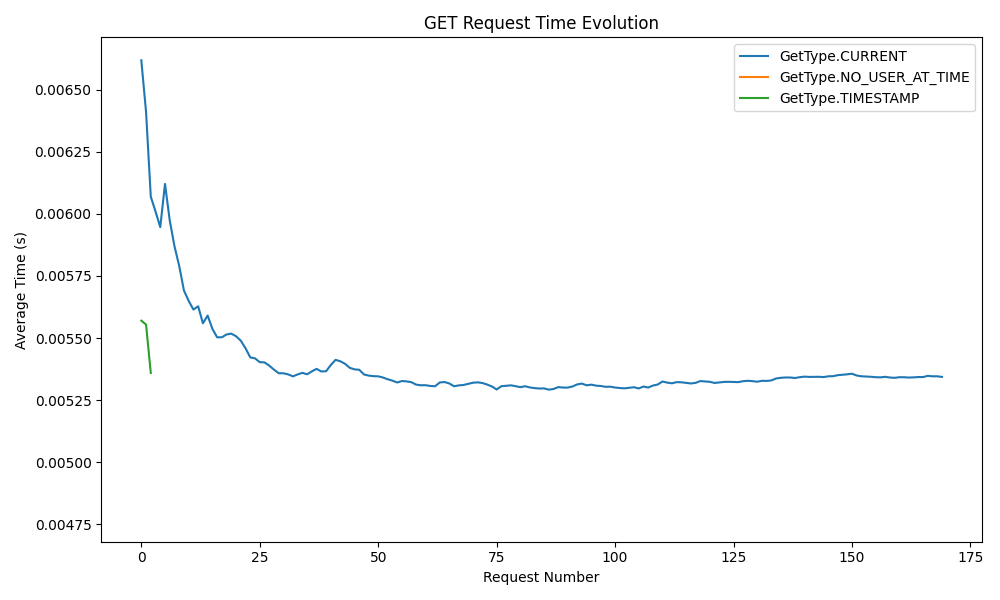 GET Request Time Evolution
GetType.CURRENT
GetType.NO_USER_AT_TIME
GetType.TIMESTAMP
Average Time (s)
0.00650
0.00625
0.00600
0.00575
0.00550
0.00525
0.00500
0.00475
0 25 50 75 100 125 150 175
Request Number